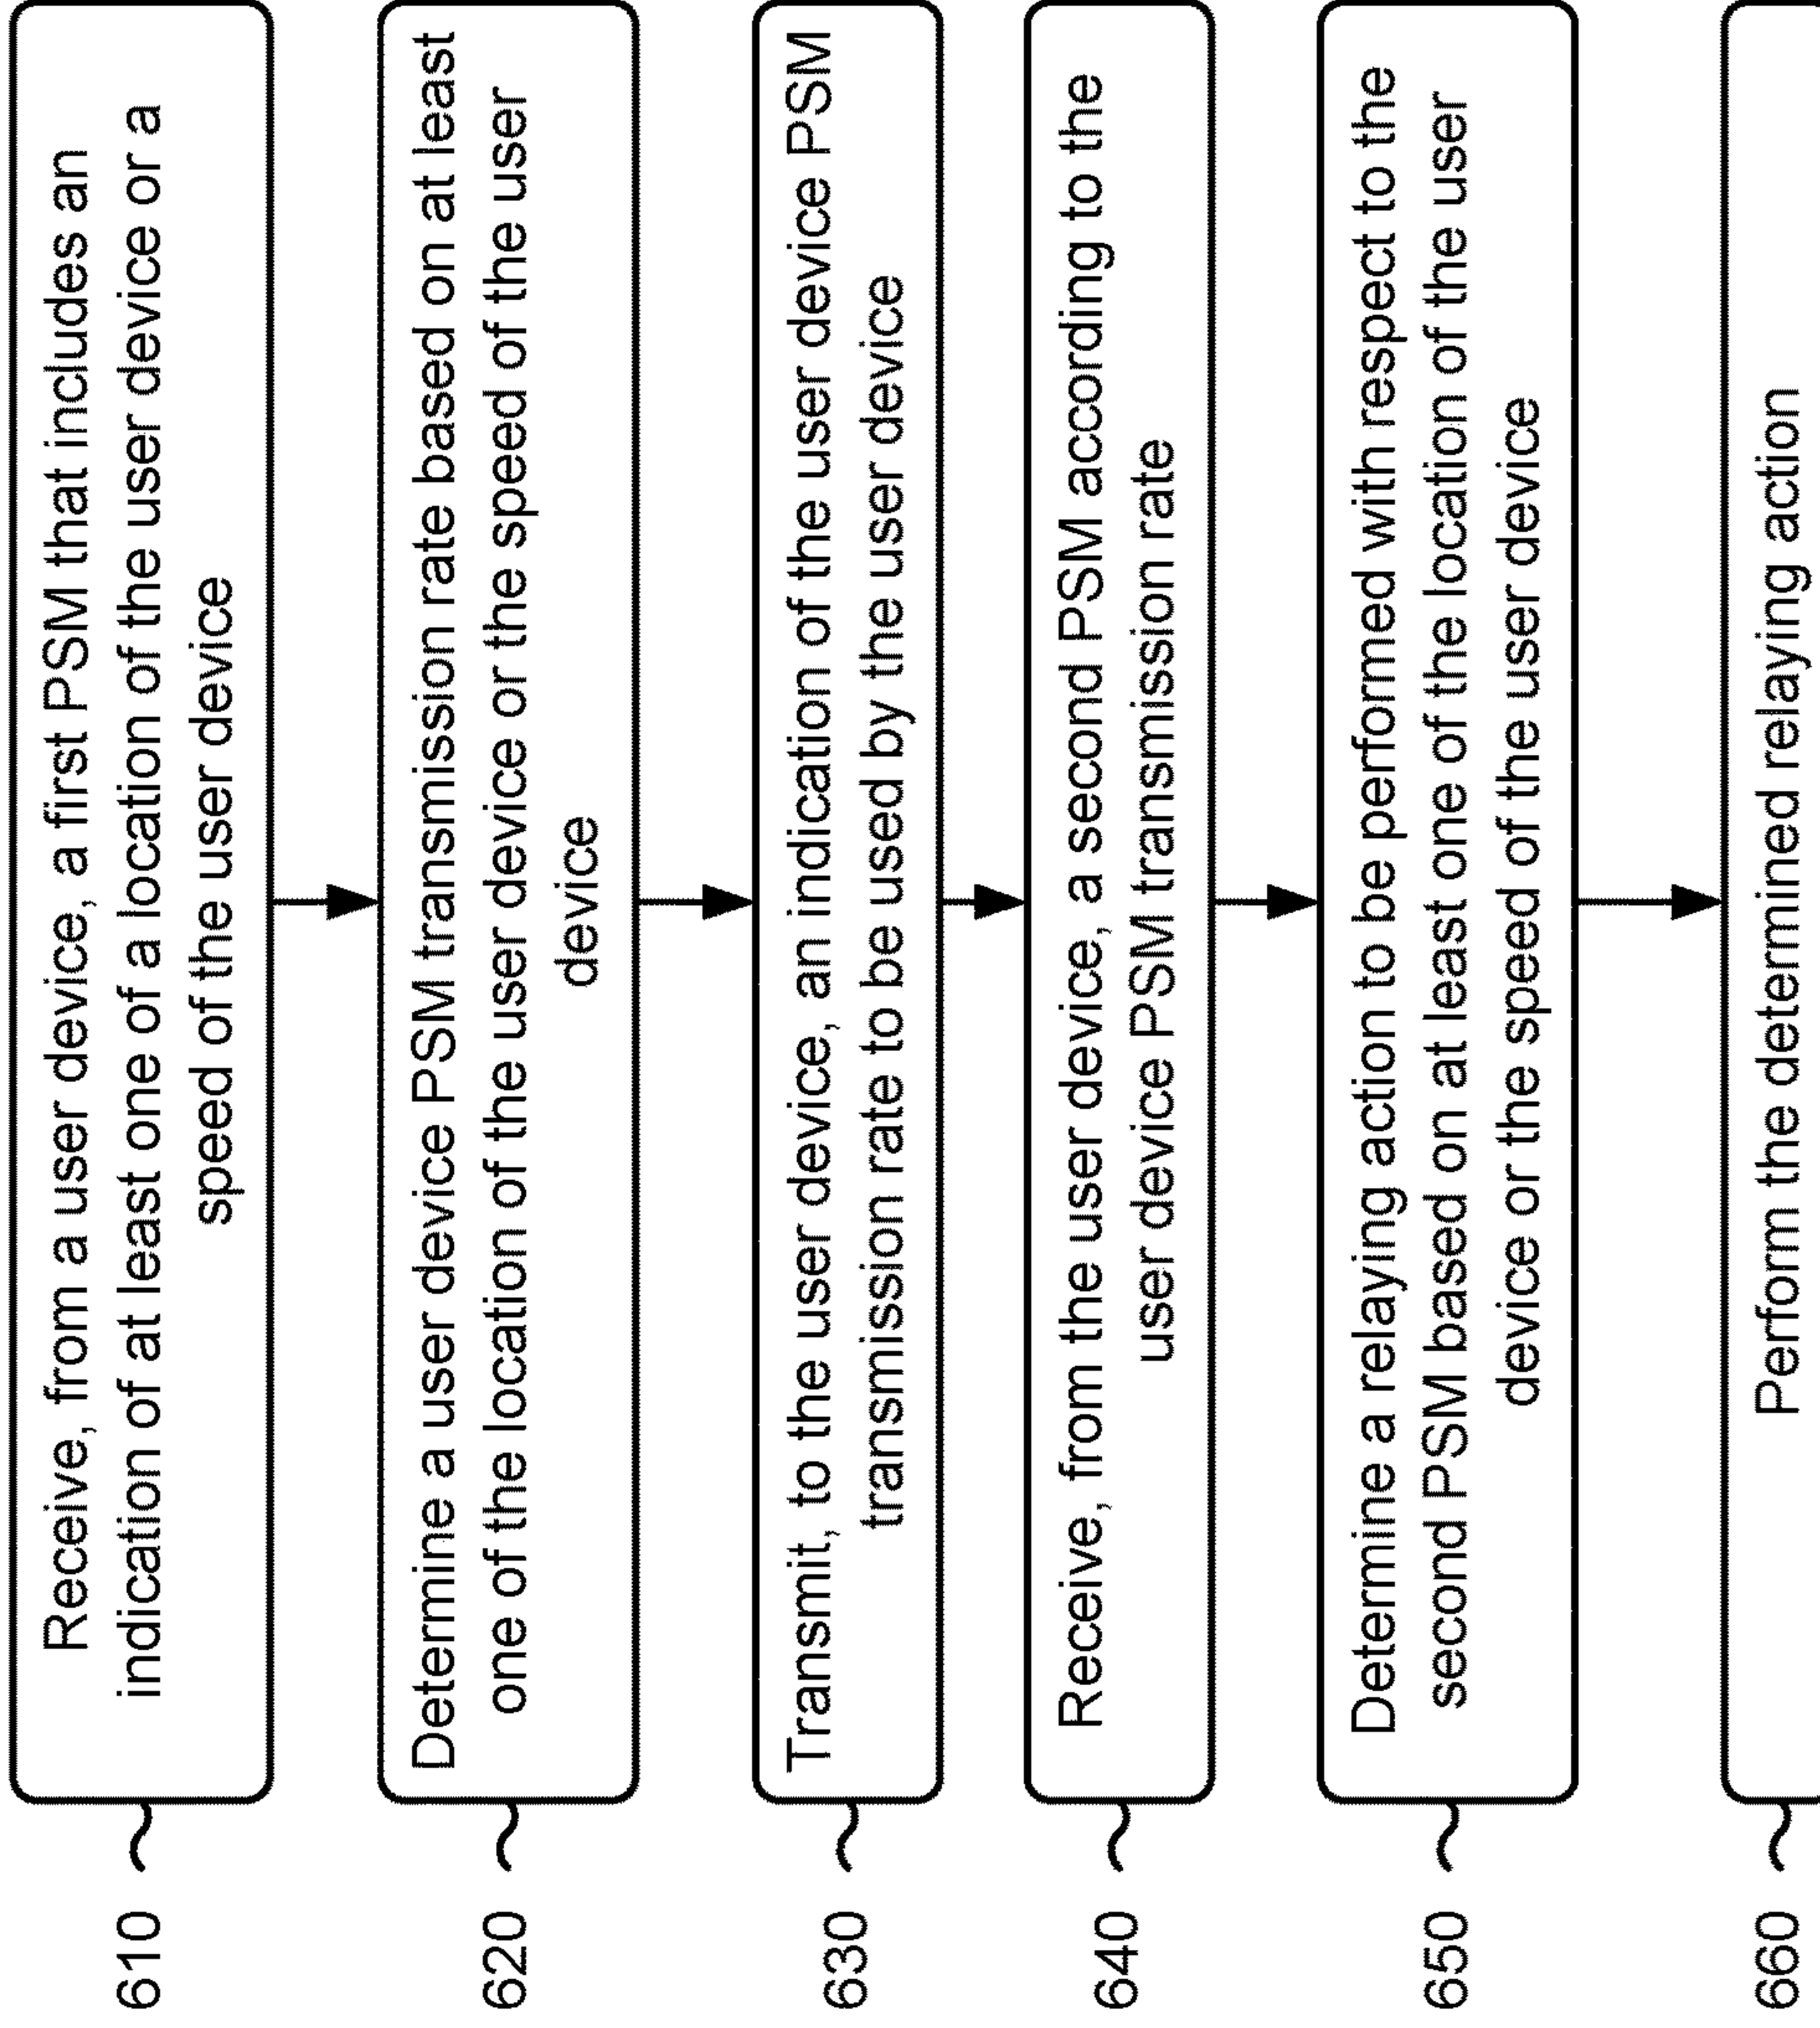 610
Receive, from a user device, a first PSM that includes an
indication of at least one of a location of the user device or a
speed of the user device
620
Determine a user device PSM transmission rate based on at least
one of the location of the user device or the speed of the user
device
630
Transmit, to the user device, an indication of the user device PSM
transmission rate to be used by the user device
640
Receive, from the user device, a second PSM according to the
user device PSM transmission rate
650
Determine a relaying action to be performed with respect to the
second PSM based on at least one of the location of the user
device or the speed of the user device
660
Perform the determined relaying action